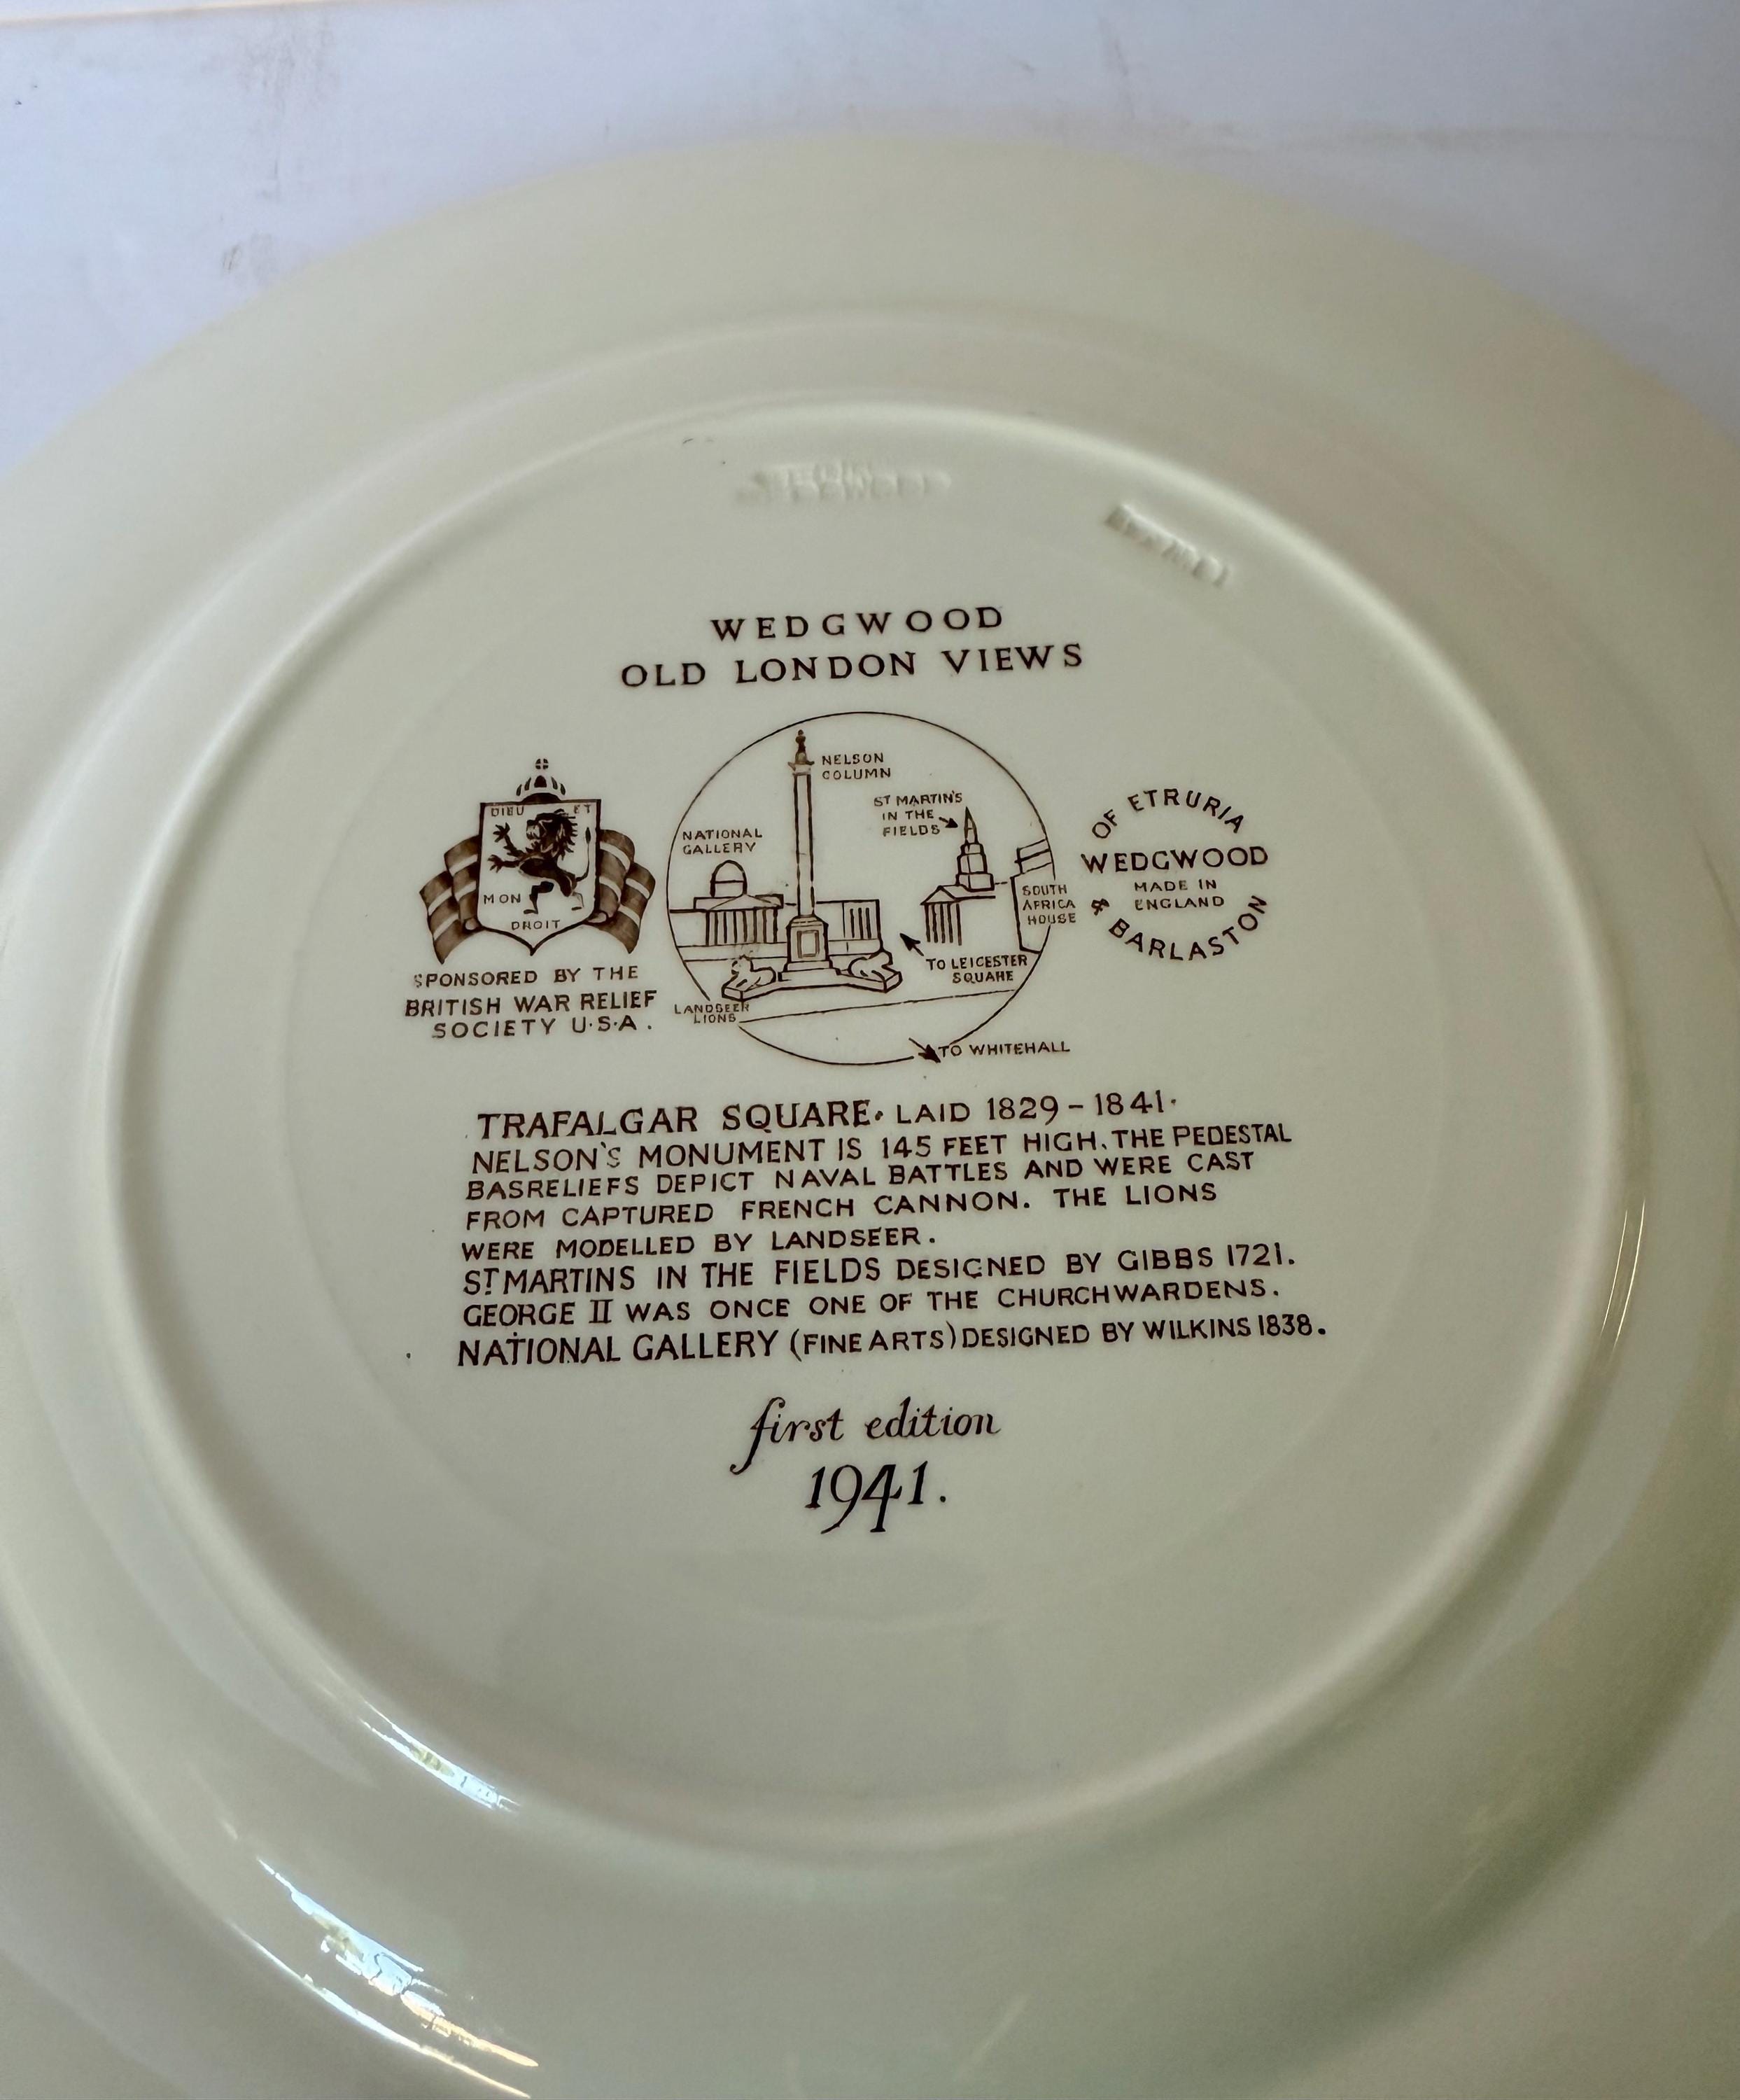 WEDGWOOD
OLD LONDON VIEWS
DIEU ET
MON
DROIT
SPONSORED BY THE
BRITISH WAR RELIEF
SOCIETY U·S·A.
NELSON
COLUMN
ST MARTIN'S
IN THE
FIELDS
NATIONAL
GALLERY
SOUTH
AFRICA
HOUSE
TO LEICESTER
SQUARE
LANDSEER
LIONS
TO WHITEHALL
OF ETRURIA
WEDGWOOD
MADE IN
ENGLAND
& BARLASTON
TRAFALGAR SQUARE. LAID 1829-1841.
NELSON'S MONUMENT IS 145 FEET HIGH. THE PEDESTAL
BASRELIEFS DEPICT NAVAL BATTLES AND WERE CAST
FROM CAPTURED FRENCH CANNON. THE LIONS
WERE MODELLED BY LANDSEER.
ST MARTINS IN THE FIELDS DESIGNED BY GIBBS 1721.
GEORGE II WAS ONCE ONE OF THE CHURCHWARDENS.
NATIONAL GALLERY (FINE ARTS) DESIGNED BY WILKINS 1838.
first edition
1941.